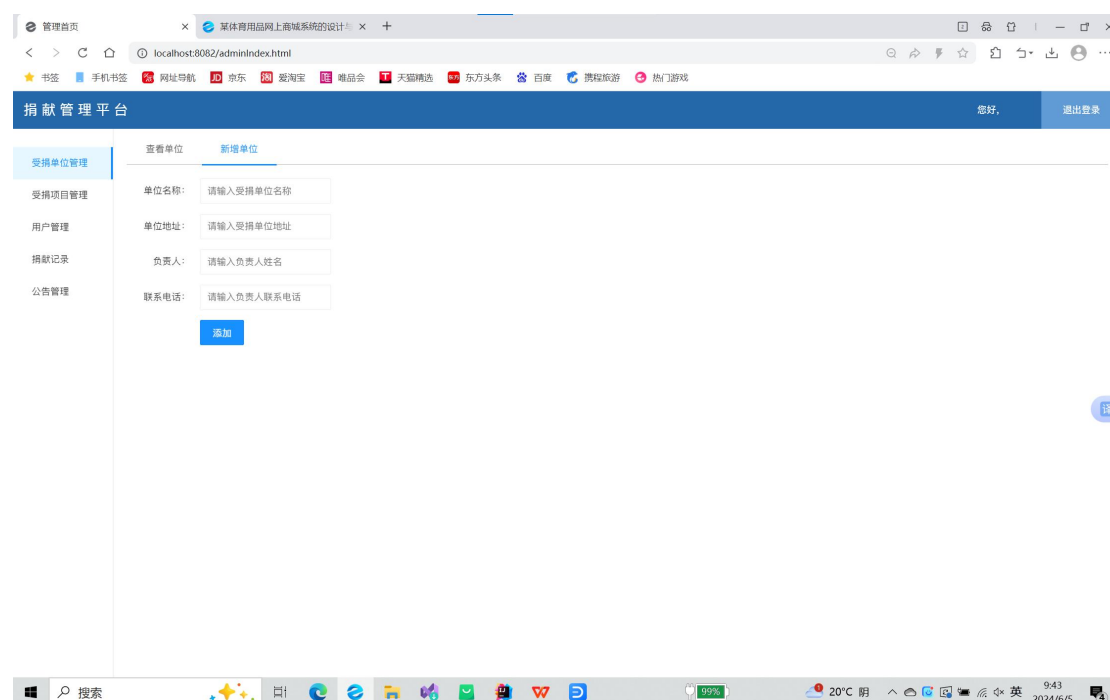 管理首页
某体育用品网上商城系统的设计与
localhost:8082/adminIndex.html
书签 手机书签 网址导航 JD 京东 淘 爱淘宝 唯品会 T 天猫精选 东方头条 百度 携程旅游 热门游戏
捐献管理平台 您好, 退出登录
查看单位 新增单位
受捐单位管理
受捐项目管理
用户管理
捐献记录
公告管理
单位名称: 请输入受捐单位名称
单位地址: 请输入受捐单位地址
负责人: 请输入负责人姓名
联系电话: 请输入负责人联系电话
添加
译
搜索 99% 20°C 阴 英 9:43
2024/6/5